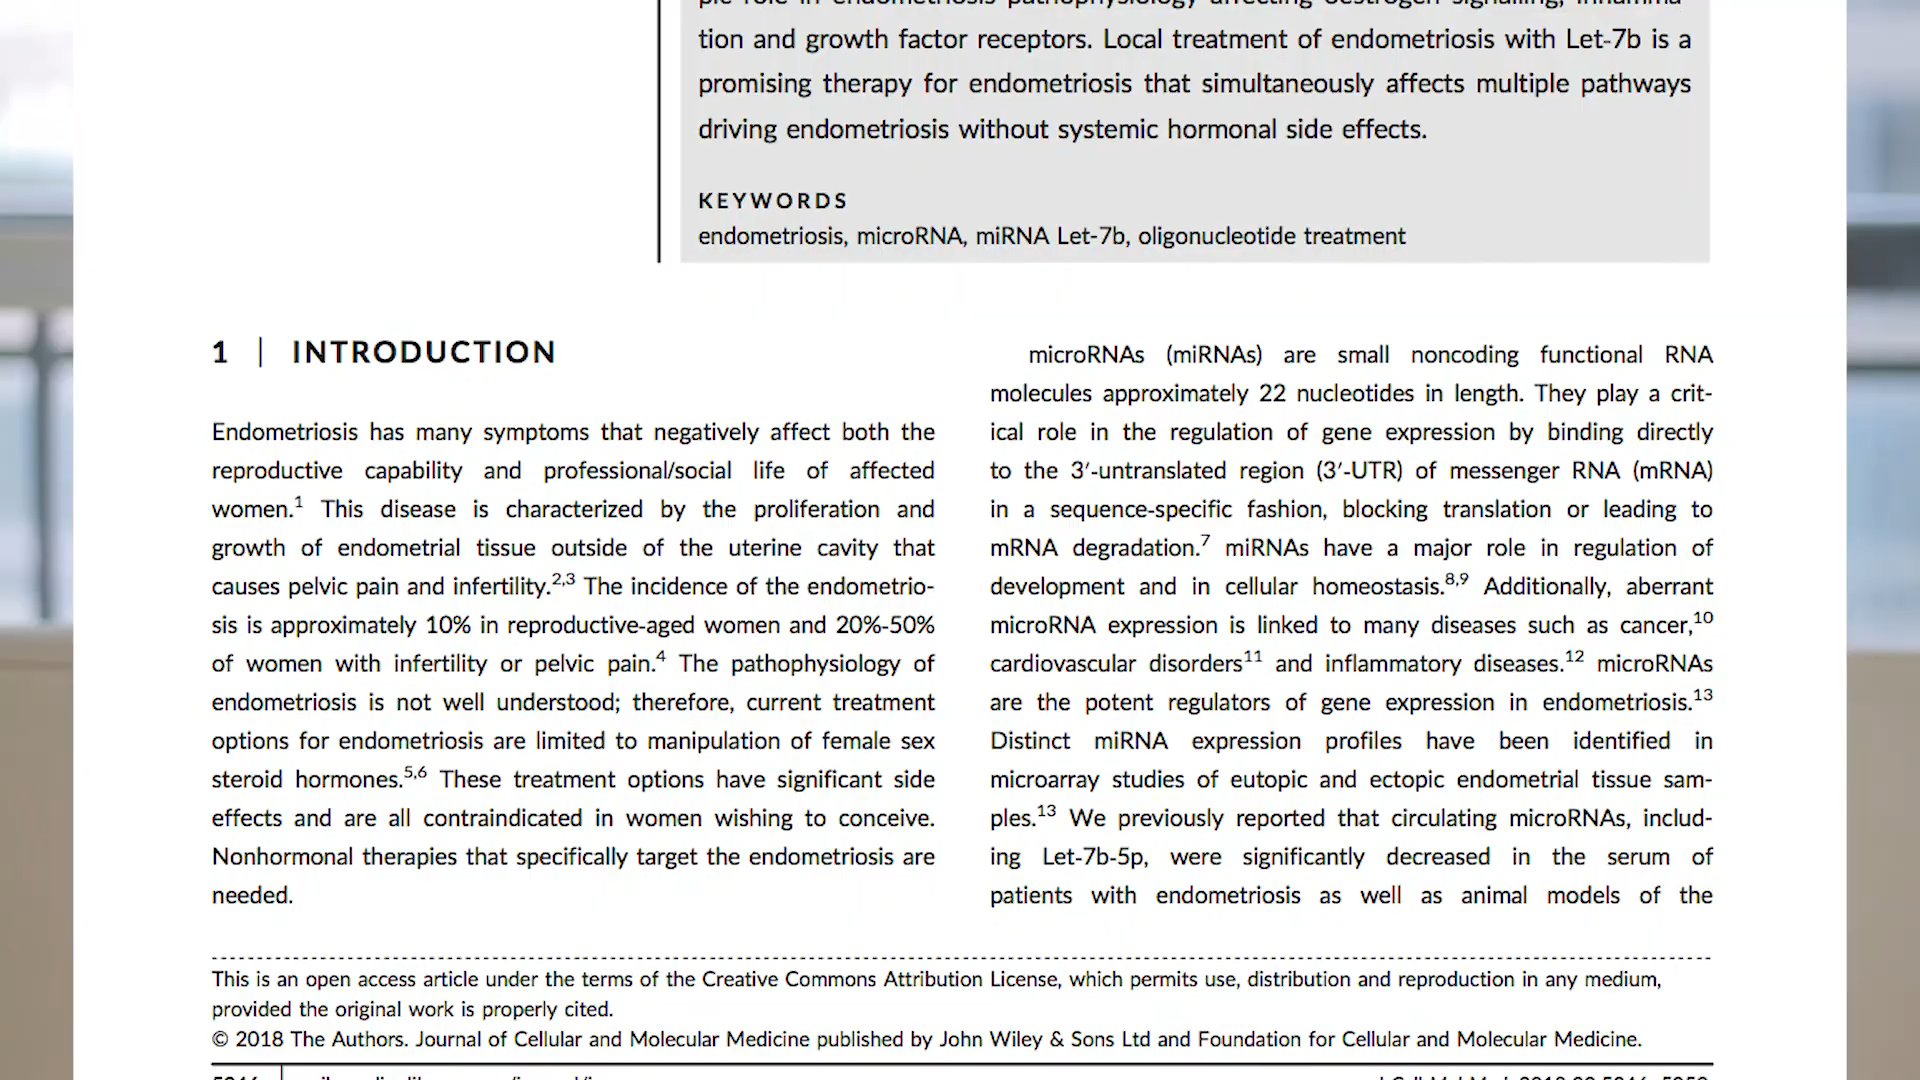 ple role in endometriosis pathophysiology affecting oestrogen signalling, inflamma-
tion and growth factor receptors. Local treatment of endometriosis with Let-7b is a
promising therapy for endometriosis that simultaneously affects multiple pathways
driving endometriosis without systemic hormonal side effects.
KEYWORDS
endometriosis, microRNA, miRNA Let-7b, oligonucleotide treatment
1 | INTRODUCTION
Endometriosis has many symptoms that negatively affect both the
reproductive capability and professional/social life of affected
women.1 This disease is characterized by the proliferation and
growth of endometrial tissue outside of the uterine cavity that
causes pelvic pain and infertility.2,3 The incidence of the endometrio-
sis is approximately 10% in reproductive-aged women and 20%-50%
of women with infertility or pelvic pain.4 The pathophysiology of
endometriosis is not well understood; therefore, current treatment
options for endometriosis are limited to manipulation of female sex
steroid hormones.5,6 These treatment options have significant side
effects and are all contraindicated in women wishing to conceive.
Nonhormonal therapies that specifically target the endometriosis are
needed.
microRNAs (miRNAs) are small noncoding functional RNA
molecules approximately 22 nucleotides in length. They play a crit-
ical role in the regulation of gene expression by binding directly
to the 3′-untranslated region (3′-UTR) of messenger RNA (mRNA)
in a sequence-specific fashion, blocking translation or leading to
mRNA degradation.7 miRNAs have a major role in regulation of
development and in cellular homeostasis.8,9 Additionally, aberrant
microRNA expression is linked to many diseases such as cancer,10
cardiovascular disorders11 and inflammatory diseases.12 microRNAs
are the potent regulators of gene expression in endometriosis.13
Distinct miRNA expression profiles have been identified in
microarray studies of eutopic and ectopic endometrial tissue sam-
ples.13 We previously reported that circulating microRNAs, includ-
ing Let-7b-5p, were significantly decreased in the serum of
patients with endometriosis as well as animal models of the
This is an open access article under the terms of the Creative Commons Attribution License, which permits use, distribution and reproduction in any medium,
provided the original work is properly cited.
© 2018 The Authors. Journal of Cellular and Molecular Medicine published by John Wiley & Sons Ltd and Foundation for Cellular and Molecular Medicine.